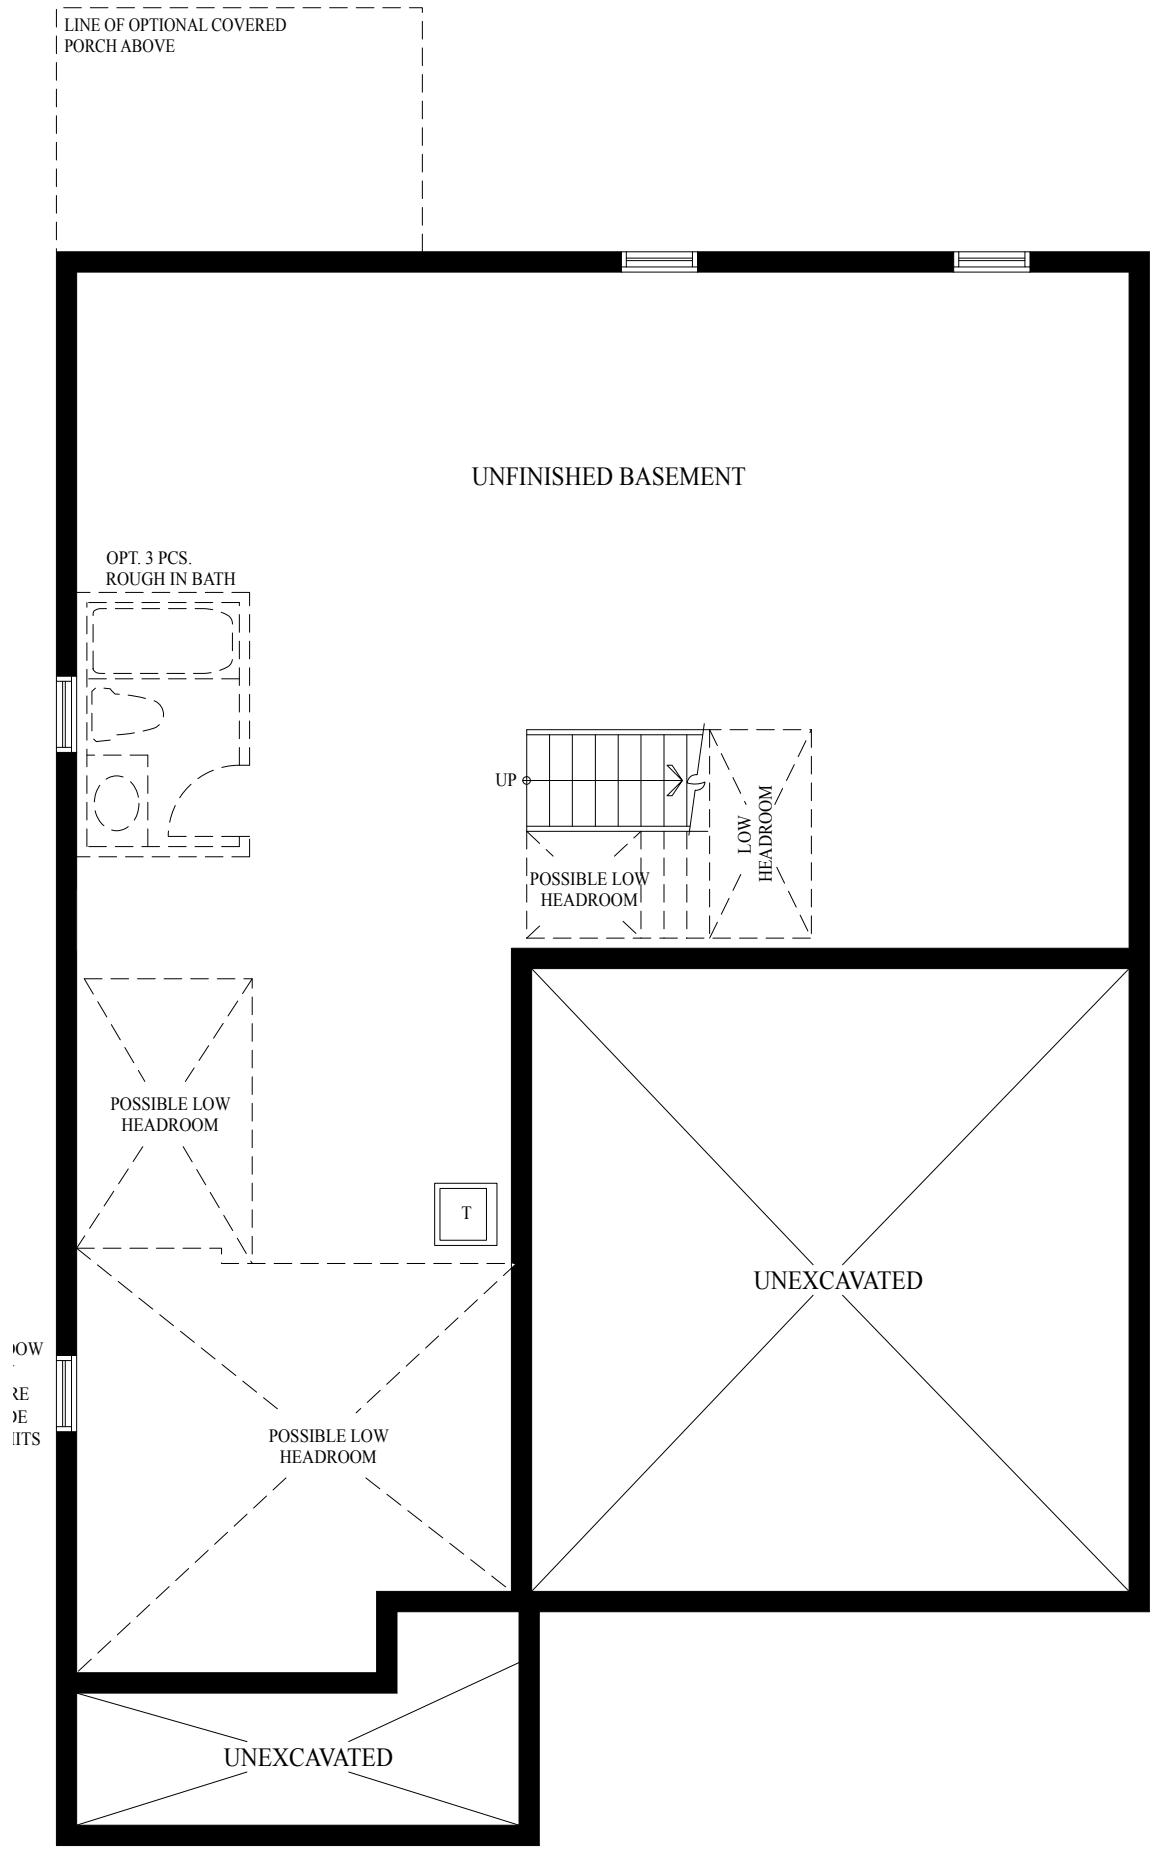 LINE OF OPTIONAL COVERED
PORCH ABOVE
UNFINISHED BASEMENT
OPT. 3 PCS.
ROUGH IN BATH
UP
LOW
HEADROOM
POSSIBLE LOW
HEADROOM
POSSIBLE LOW
HEADROOM
T
UNEXCAVATED
POSSIBLE LOW
HEADROOM
UNEXCAVATED